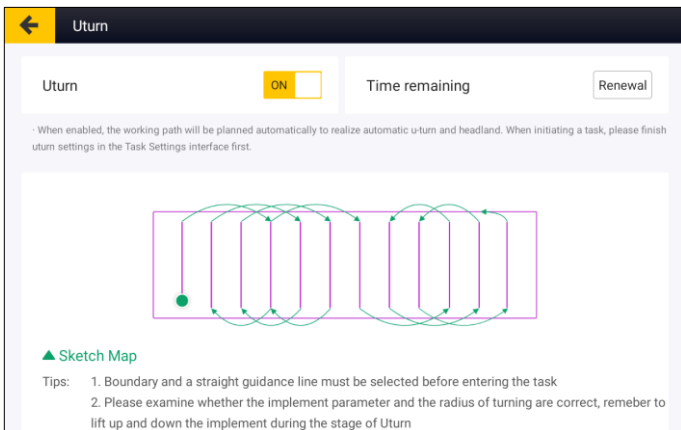 Uturn
Uturn
ON
Time remaining
Renewal
· When enabled, the working path will be planned automatically to realize automatic u-turn and headland. When initiating a task, please finish
uturn settings in the Task Settings interface first.
Sketch Map
Tips: 1. Boundary and a straight guidance line must be selected before entering the task
2. Please examine whether the implement parameter and the radius of turning are correct, remeber to
lift up and down the implement during the stage of Uturn